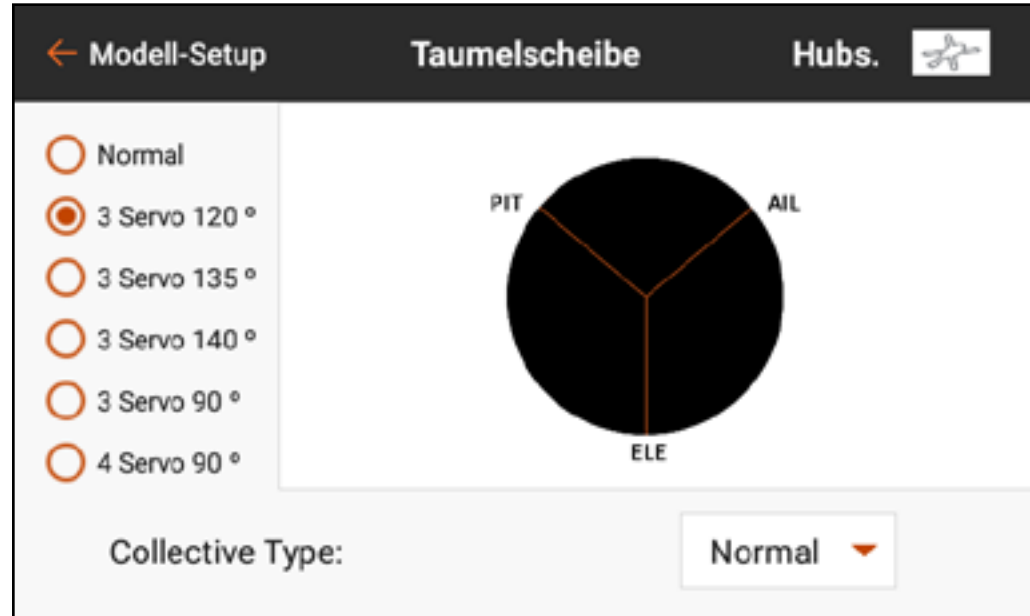 Modell-Setup Taumelscheibe Hubs.
Normal
3 Servo 120 º
3 Servo 135 º
3 Servo 140 º
3 Servo 90 º
4 Servo 90 º
PIT AIL
ELE
Collective Type: Normal